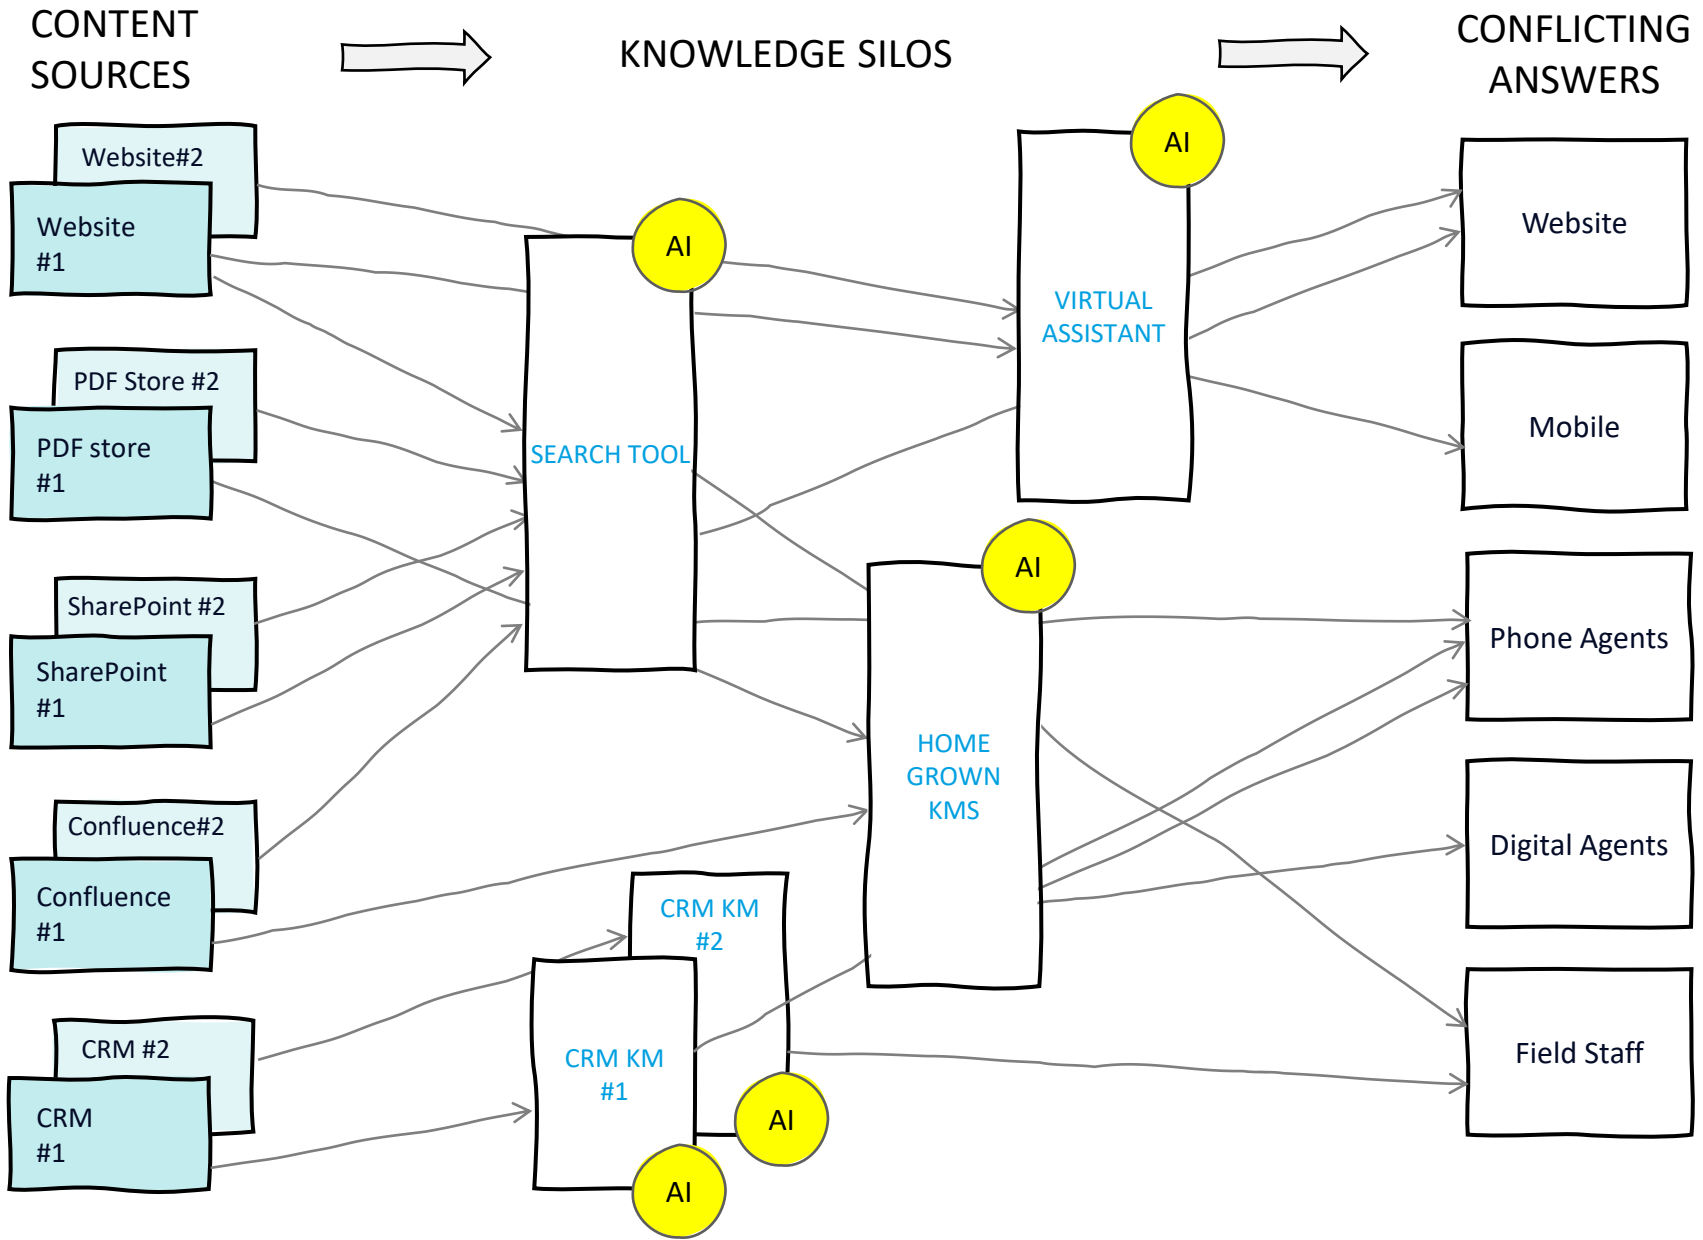 CONTENT
SOURCES
KNOWLEDGE SILOS
CONFLICTING
ANSWERS
Website#2
Website
#1
PDF Store #2
PDF store
#1
SharePoint #2
SharePoint
#1
Confluence#2
Confluence
#1
CRM #2
CRM
#1
AI
SEARCH TOOL
AI
VIRTUAL
ASSISTANT
AI
HOME
GROWN
KMS
CRM KM
#2
AI
CRM KM
#1
AI
Website
Mobile
Phone Agents
Digital Agents
Field Staff